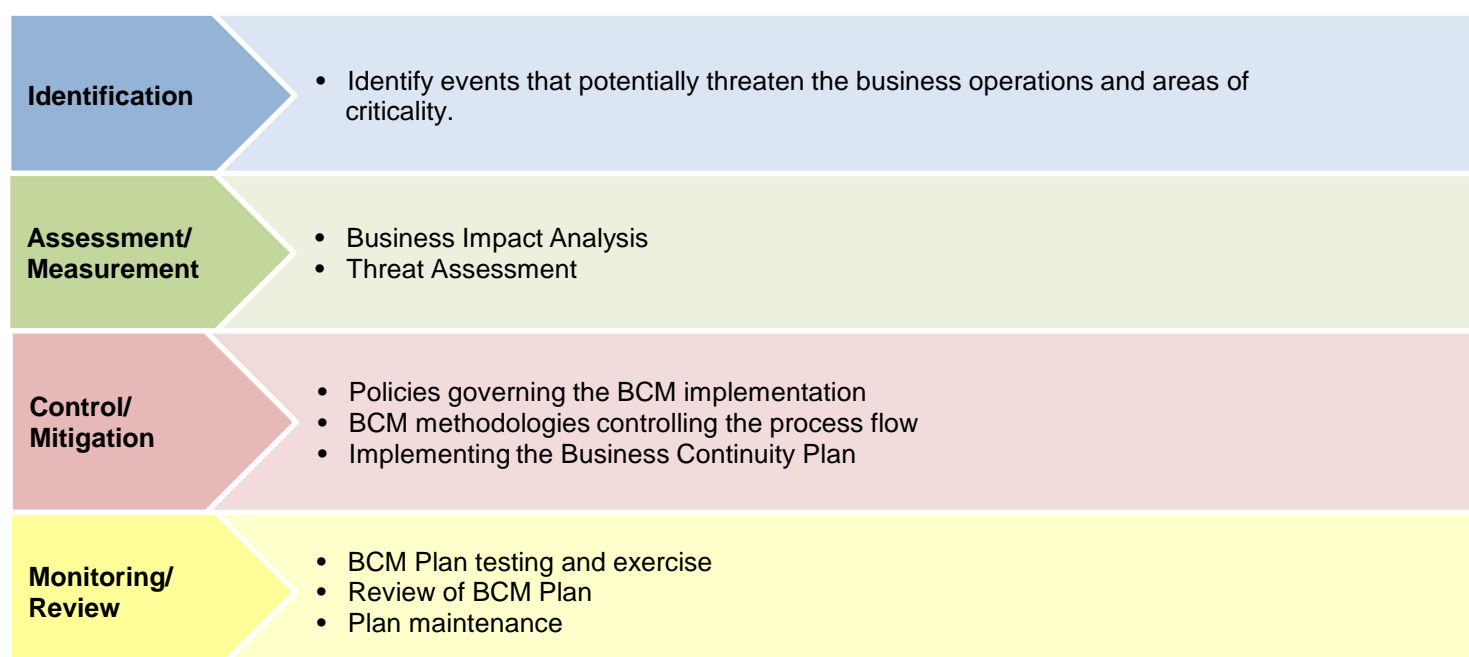 Identification
• Identify events that potentially threaten the business operations and areas of
criticality.
Assessment/
Measurement
• Business Impact Analysis
• Threat Assessment
Control/
Mitigation
• Policies governing the BCM implementation
• BCM methodologies controlling the process flow
• Implementing the Business Continuity Plan
Monitoring/
Review
• BCM Plan testing and exercise
• Review of BCM Plan
• Plan maintenance